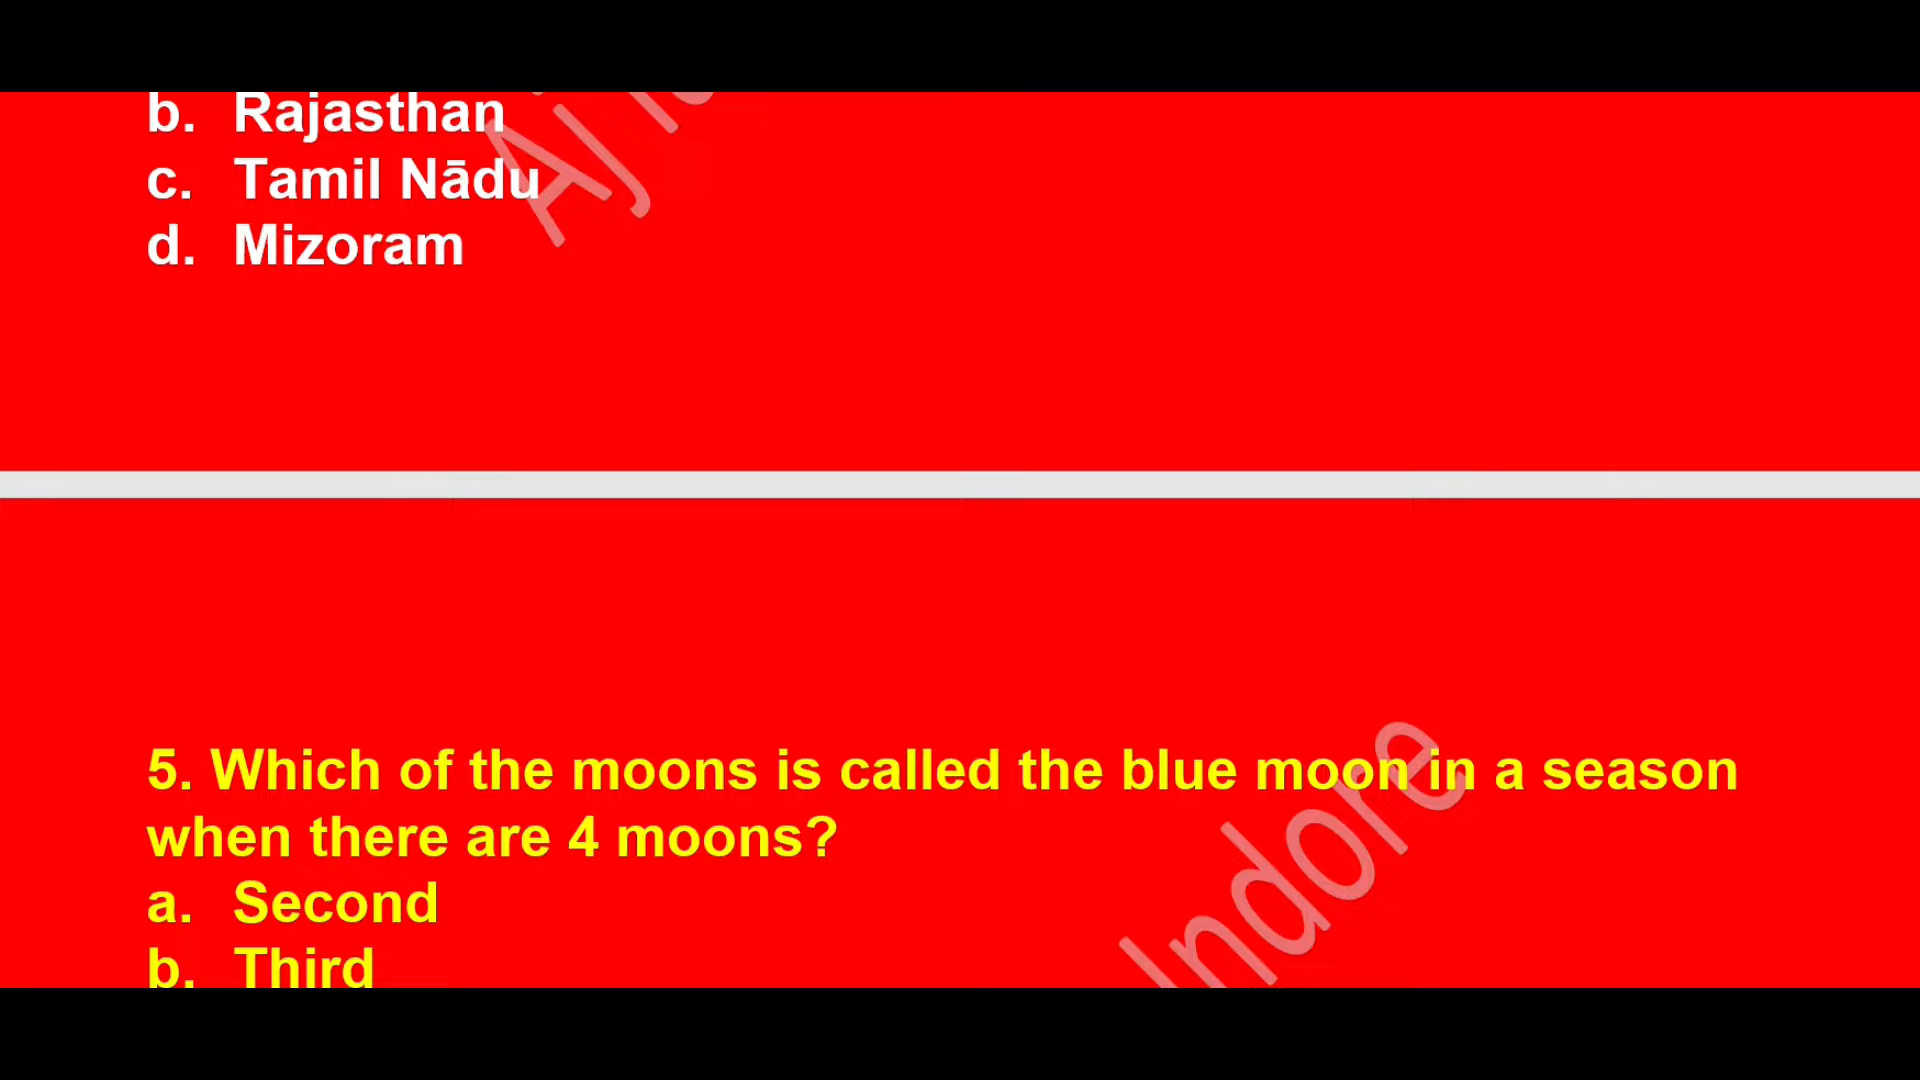 b. Rajasthan
c. Tamil Nādu
d. Mizoram
5. Which of the moons is called the blue moon in a season
when there are 4 moons?
a. Second
b. Third
Aj
Indore